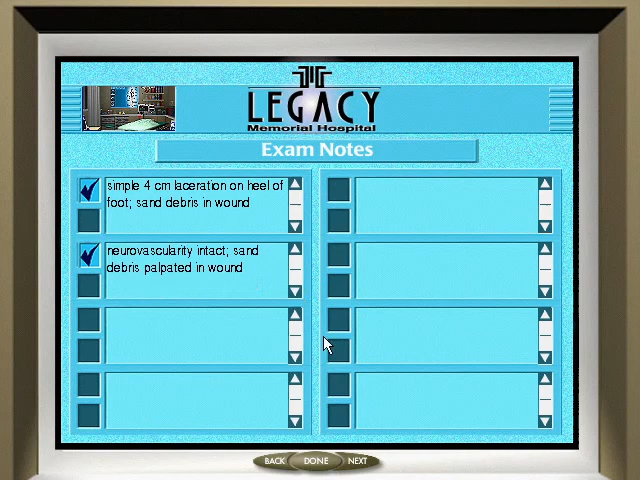 LEGACY
Memorial Hospital
Exam Notes
simple 4 cm laceration on heel of
foot; sand debris in wound
neurovascularity intact; sand
debris palpated in wound
BACK DONE NEXT